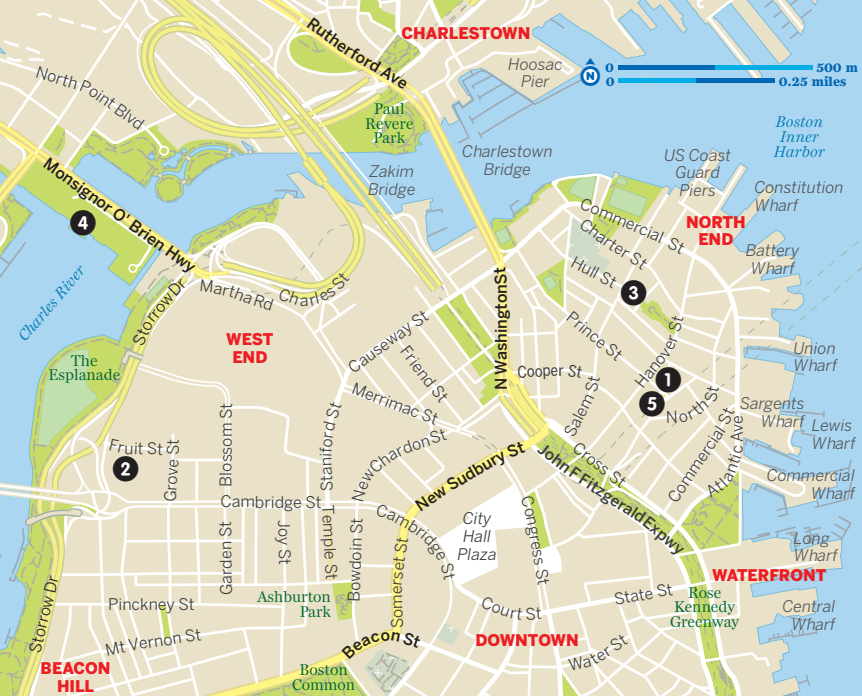 CHARLESTOWN
Rutherford Ave
Hoosac
Pier
N
0
500 m
0
0.25 miles
North Point Blvd
Paul
Revere
Park
Boston
Inner
Harbor
Charlestown
Bridge
US Coast
Guard
Piers
Zakim
Bridge
Constitution
Wharf
Monsignor O' Brien Hwy
4
Commercial St
NORTH
END
Charter St
Battery
Wharf
Hull St
3
Charles River
Storrow Dr
Martha Rd
Charles St
N Washington St
WEST
END
Causeway St
Prince St
Hanover St
Union
Wharf
The
Esplanade
Friend St
Cooper St
1
Merrimac St
Salem St
5
North St
Sargents
Wharf
Lewis
Wharf
Blossom St
Staniford St
New Chardon St
Commercial St
Atlantic Ave
Fruit St
2
Grove St
New Sudbury St
Cross St
John F Fitzgerald Expwy
Commercial
Wharf
Cambridge St
Cambridge St
City
Hall
Plaza
Congress St
Garden St
Joy St
Temple St
Bowdoin St
Somerset St
Long
Wharf
WATERFRONT
Storrow Dr
Pinckney St
Ashburton
Park
Court St
State St
Rose
Kennedy
Greenway
Central
Wharf
Mt Vernon St
Beacon St
DOWNTOWN
Water St
BEACON
HILL
Boston
Common